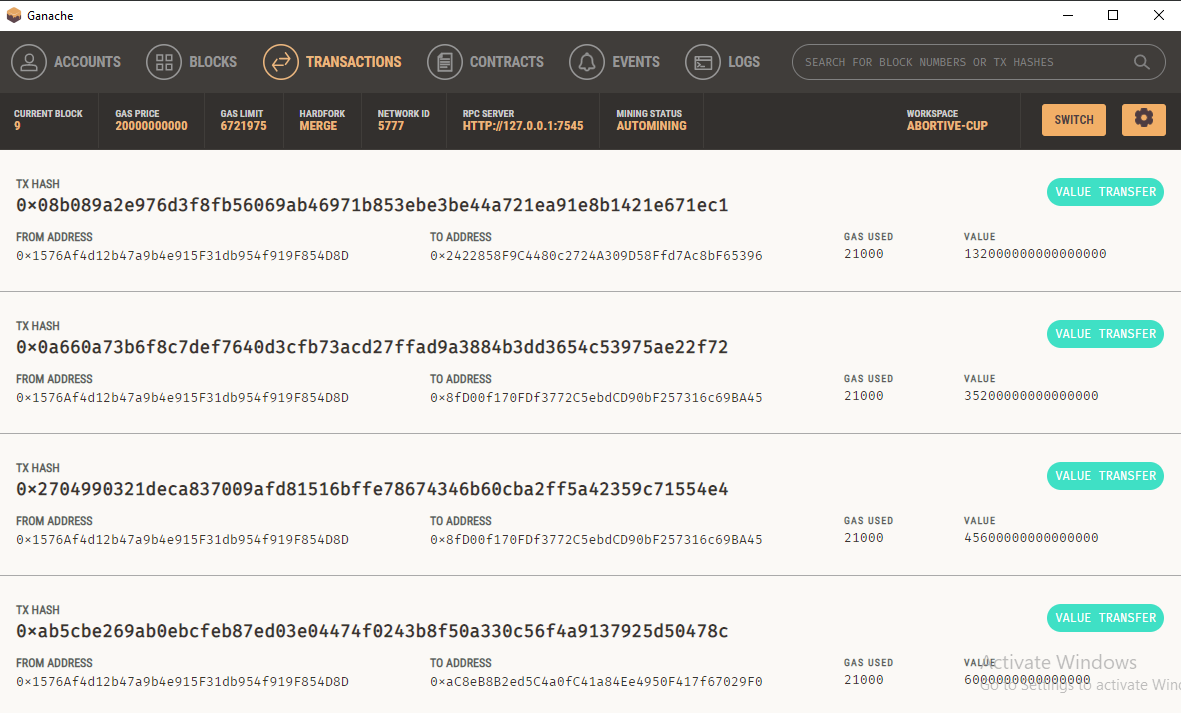 Ganache
ACCOUNTS BLOCKS TRANSACTIONS CONTRACTS EVENTS LOGS SEARCH FOR BLOCK NUMBERS OR TX HASHES
CURRENT BLOCK GAS PRICE GAS LIMIT HARDFORK NETWORK ID RPC SERVER MINING STATUS WORKSPACE
9 20000000000 6721975 MERGE 5777 HTTP://127.0.0.1:7545 AUTOMINING ABORTIVE-CUP
SWITCH
TX HASH
0×08b089a2e976d3f8fb56069ab46971b853ebe3be44a721ea91e8b1421e671ec1
VALUE TRANSFER
FROM ADDRESS TO ADDRESS GAS USED VALUE
0×1576Af4d12b47a9b4e915F31db954f919F854D8D 0×2422858F9C4480c2724A309D58Ffd7Ac8bF65396 21000 132000000000000000
TX HASH
0×0a660a73b6f8c7def7640d3cfb73acd27ffad9a3884b3dd3654c53975ae22f72
VALUE TRANSFER
FROM ADDRESS TO ADDRESS GAS USED VALUE
0×1576Af4d12b47a9b4e915F31db954f919F854D8D 0×8fD00f170FDf3772C5ebdCD90bF257316c69BA45 21000 35200000000000000
TX HASH
0×2704990321deca837009afd81516bffe78674346b60cba2ff5a42359c71554e4
VALUE TRANSFER
FROM ADDRESS TO ADDRESS GAS USED VALUE
0×1576Af4d12b47a9b4e915F31db954f919F854D8D 0×8fD00f170FDf3772C5ebdCD90bF257316c69BA45 21000 45600000000000000
TX HASH
0×ab5cbe269ab0ebcfeb87ed03e04474f0243b8f50a330c56f4a9137925d50478c
VALUE TRANSFER
FROM ADDRESS TO ADDRESS GAS USED VALUE
0×1576Af4d12b47a9b4e915F31db954f919F854D8D 0×aC8eB8B2ed5C4a0fC41a84Ee4950F417f67029F0 21000 6000000000000000
Activate Windows
Go to Settings to activate Win